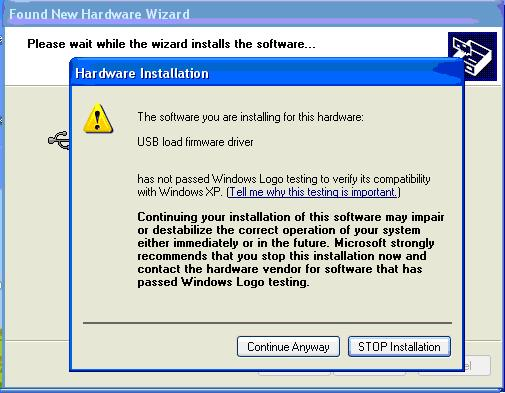 Found New Hardware Wizard
Please wait while the wizard installs the software...
Hardware Installation
The software you are installing for this hardware:
USB load firmware driver
has not passed Windows Logo testing to verify its compatibility
with Windows XP. (Tell me why this testing is important.)
Continuing your installation of this software may impair
or destabilize the correct operation of your system
either immediately or in the future. Microsoft strongly
recommends that you stop this installation now and
contact the hardware vendor for software that has
passed Windows Logo testing.
Continue Anyway
STOP Installation